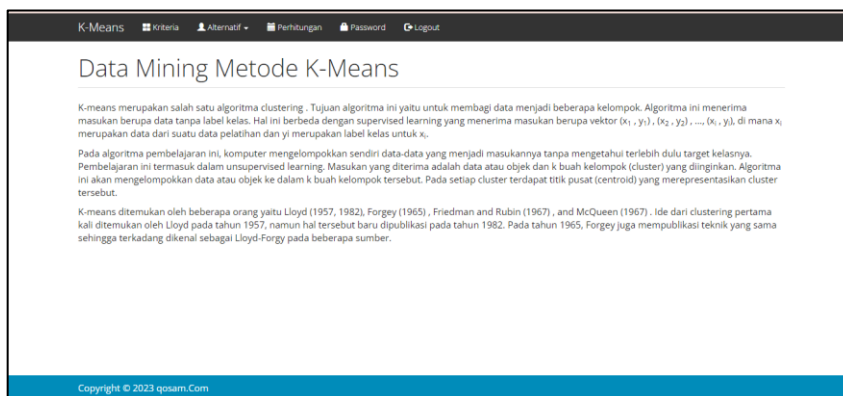 K-Means Kriteria Alternatif Perhitungan Password Logout
Data Mining Metode K-Means
K-means merupakan salah satu algoritma clustering . Tujuan algoritma ini yaitu untuk membagi data menjadi beberapa kelompok. Algoritma ini menerima
masukan berupa data tanpa label kelas. Hal ini berbeda dengan supervised learning yang menerima masukan berupa vektor (x₁ , y₁) , (x₂ , y₂) , ..., (xᵢ , yᵢ), di mana xᵢ
merupakan data dari suatu data pelatihan dan yi merupakan label kelas untuk xᵢ.
Pada algoritma pembelajaran ini, komputer mengelompokkan sendiri data-data yang menjadi masukannya tanpa mengetahui terlebih dulu target kelasnya.
Pembelajaran ini termasuk dalam unsupervised learning. Masukan yang diterima adalah data atau objek dan k buah kelompok (cluster) yang diinginkan. Algoritma
ini akan mengelompokkan data atau objek ke dalam k buah kelompok tersebut. Pada setiap cluster terdapat titik pusat (centroid) yang merepresentasikan cluster
tersebut.
K-means ditemukan oleh beberapa orang yaitu Lloyd (1957, 1982), Forgey (1965) , Friedman and Rubin (1967) , and McQueen (1967) . Ide dari clustering pertama
kali ditemukan oleh Lloyd pada tahun 1957, namun hal tersebut baru dipublikasi pada tahun 1982. Pada tahun 1965, Forgey juga mempublikasi teknik yang sama
sehingga terkadang dikenal sebagai Lloyd-Forgy pada beberapa sumber.
Copyright © 2023 qosam.Com